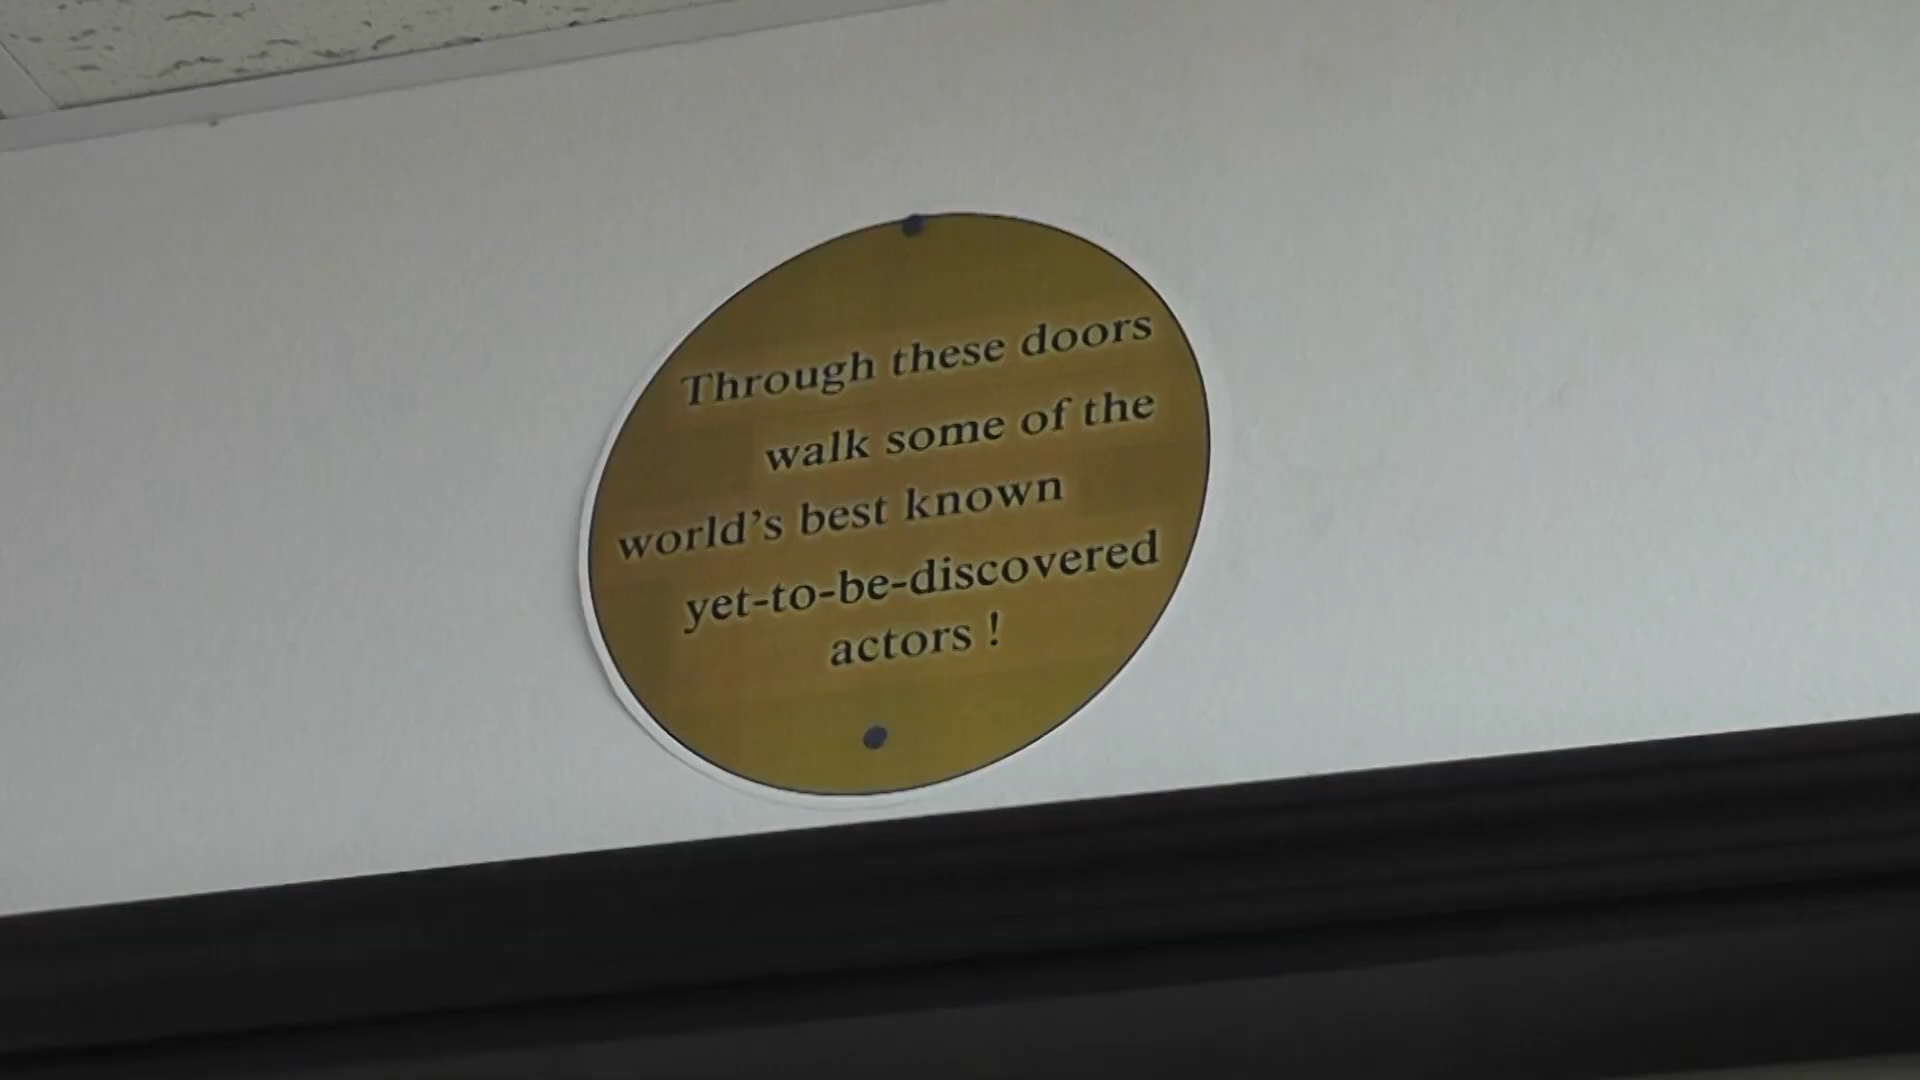 Through these doors
walk some of the
world's best known
yet-to-be-discovered
actors !